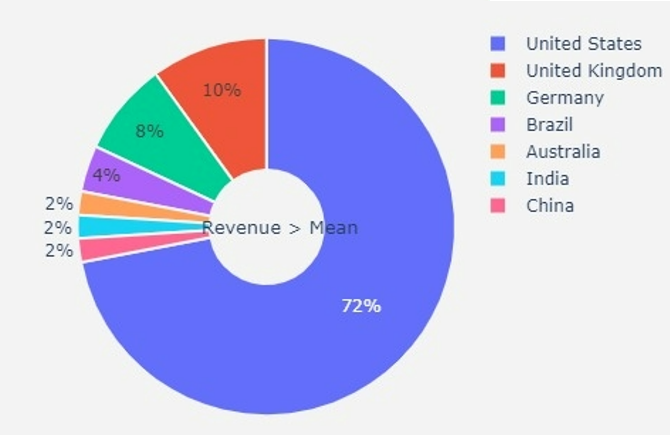 United States
United Kingdom
Germany
Brazil
Australia
India
China
10%
8%
4%
2%
2%
2%
Revenue > Mean
72%